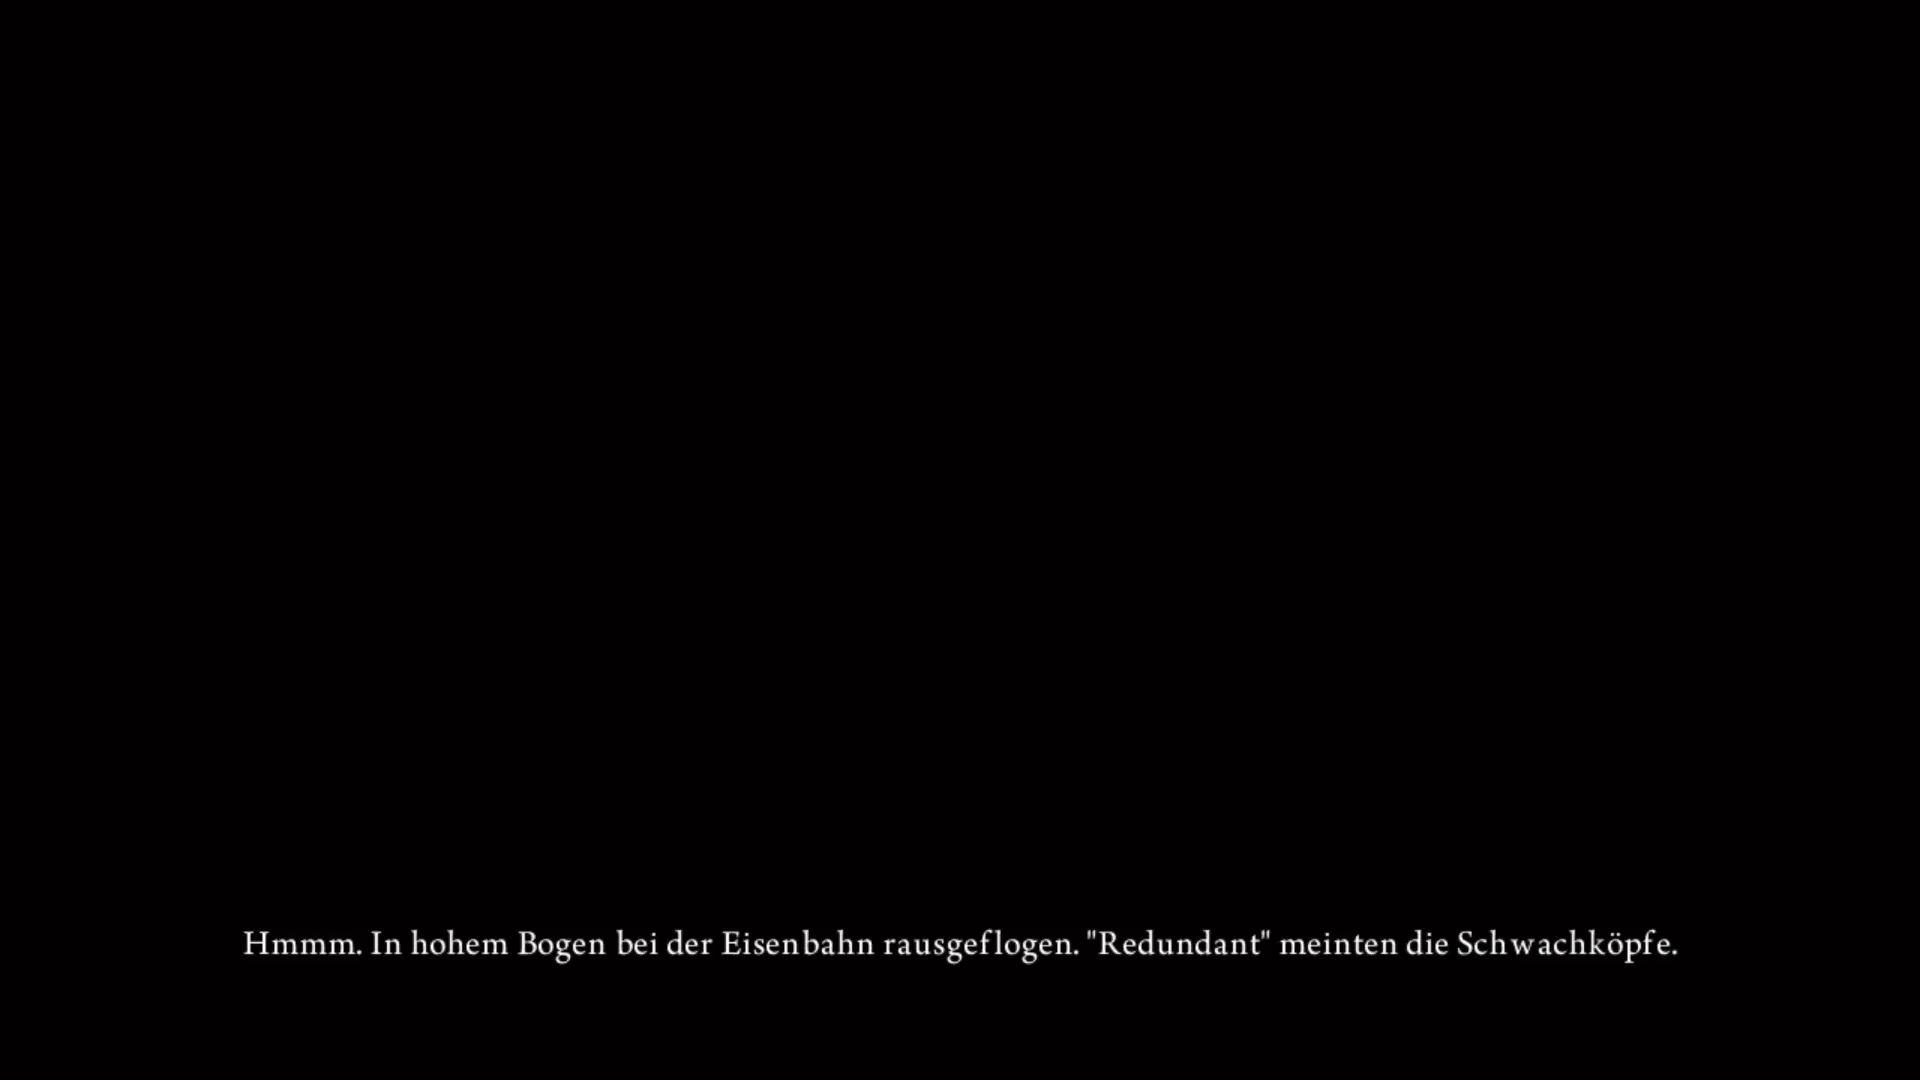 Hmmm. In hohem Bogen bei der Eisenbahn rausgeflogen. "Redundant" meinten die Schwachköpfe.